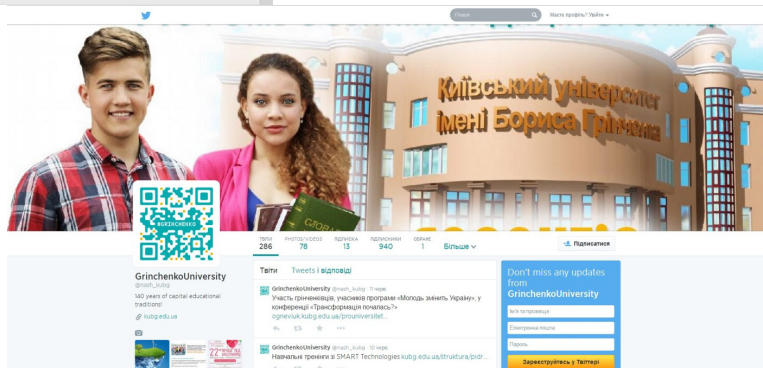 Пошук
Маєте профіль? Увійти
Київський університет
імені Бориса Грінченка
СЛОВА
#GRINCHENKO
ТВІТИ
286
PHOTOS/VIDEOS
78
ПІДПИСКА
13
ПІДПИСНИКИ
940
ОБРАНЕ
1
Більше
Підписатися
GrinchenkoUniversity
@nash_kubg
140 years of capital educational
traditions!
kubg.edu.ua
Твіти Tweets і відповіді
GrinchenkoUniversity @nash_kubg · 11 черв.
Участь грінченківців, учасників програми «Молодь змінить Україну», у
конференції «Трансформація почалась?»
ogneviuk.kubg.edu.ua/prouniversitet...
GrinchenkoUniversity @nash_kubg · 10 черв.
Навчальні тренінги зі SMART Technologies kubg.edu.ua/struktura/pidr...
Don't miss any updates
from
GrinchenkoUniversity
Ім'я та прізвище
Електронна пошта
Пароль
Зареєструйтесь у Твіттері